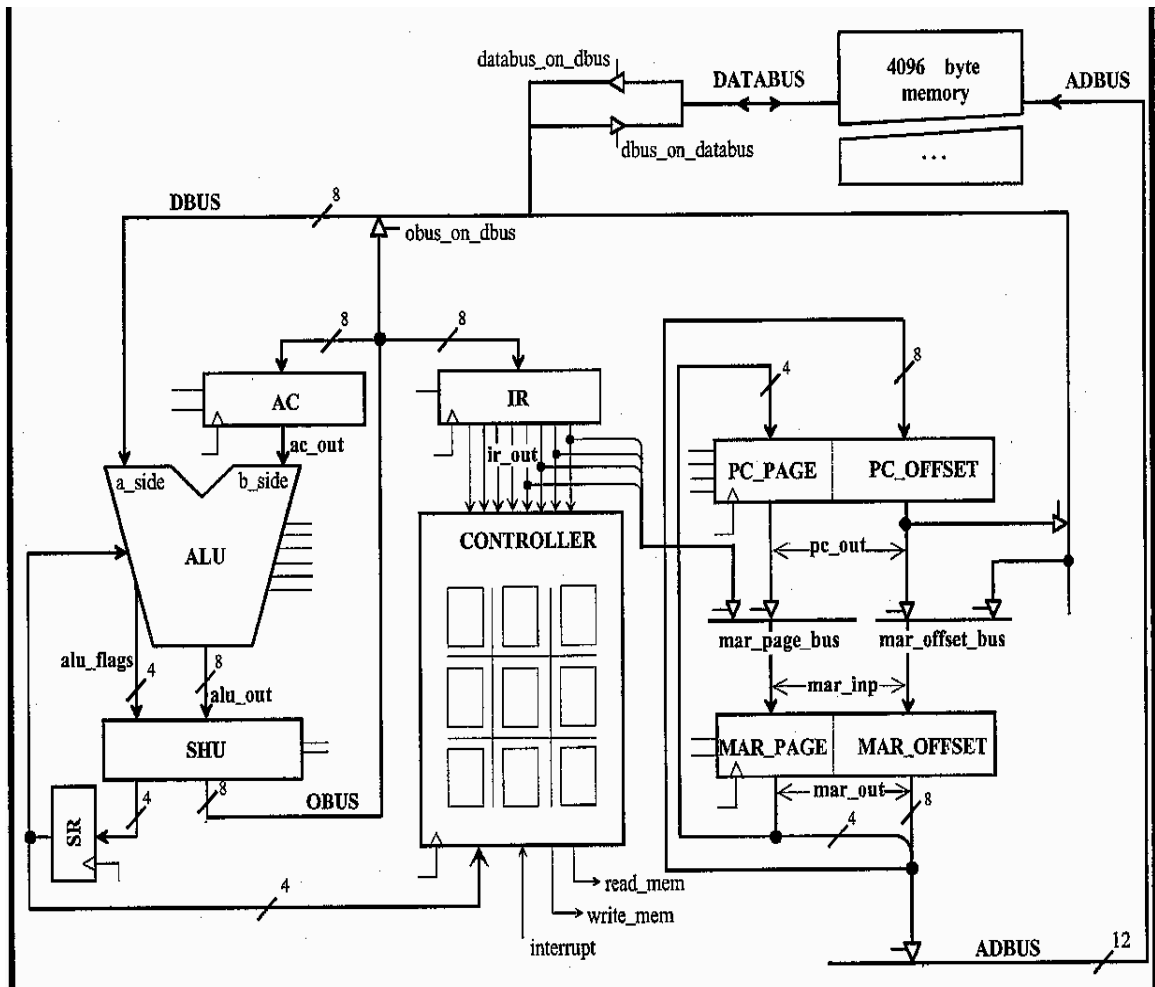 databus_on_dbus
DATABUS
4096 byte
memory
ADBUS
dbus_on_databus
...
DBUS
8
obus_on_dbus
8
8
4
8
AC
IR
ac_out
ir_out
PC_PAGE
PC_OFFSET
a_side
b_side
ALU
CONTROLLER
pc_out
mar_page_bus
mar_offset_bus
alu_flags
4
8
alu_out
mar_inp
SHU
MAR_PAGE
MAR_OFFSET
mar_out
4
8
OBUS
4
8
SR
4
read_mem
write_mem
interrupt
ADBUS
12